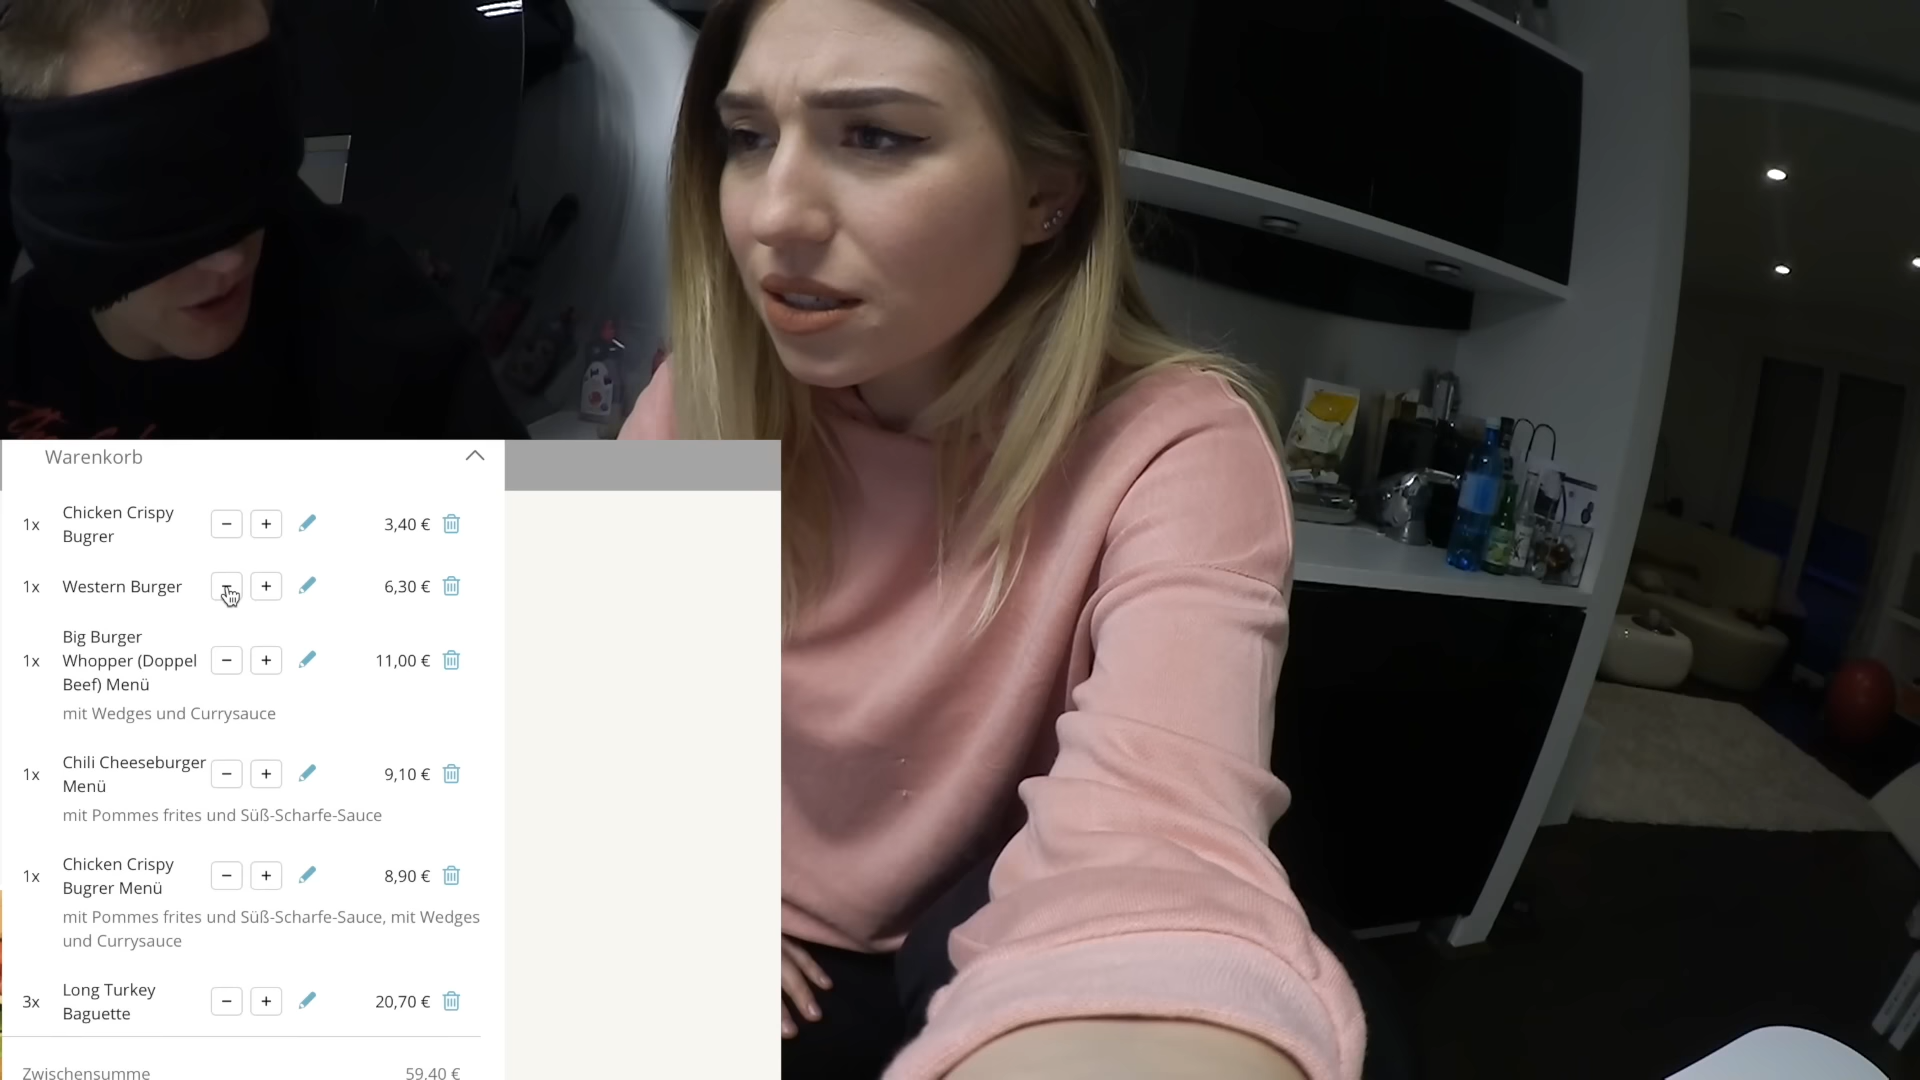 Warenkorb
1x Chicken Crispy 3,40 €
Bugrer
1x Western Burger 6,30 €
Big Burger
1x Whopper (Doppel 11,00 €
Beef) Menü
mit Wedges und Currysauce
1x Chili Cheeseburger 9,10 €
Menü
mit Pommes frites und Süß-Scharfe-Sauce
1x Chicken Crispy 8,90 €
Bugrer Menü
mit Pommes frites und Süß-Scharfe-Sauce, mit Wedges
und Currysauce
3x Long Turkey 20,70 €
Baguette
Zwischensumme 59,40 €